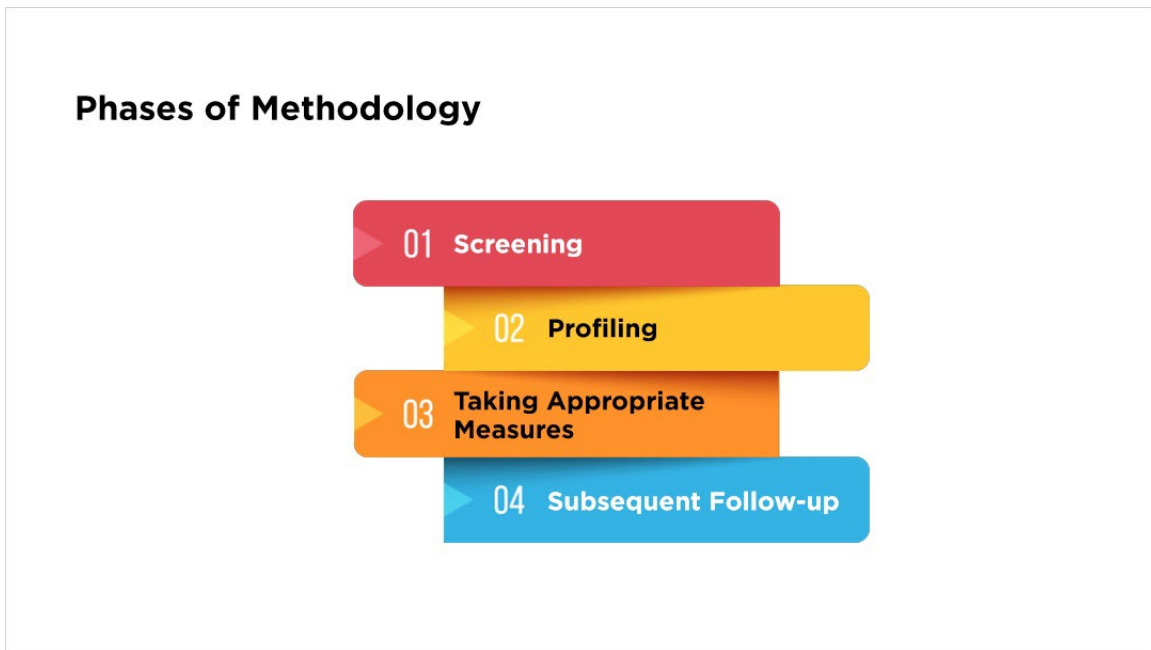 Phases of Methodology
01 Screening
02 Profiling
03 Taking Appropriate
Measures
04 Subsequent Follow-up